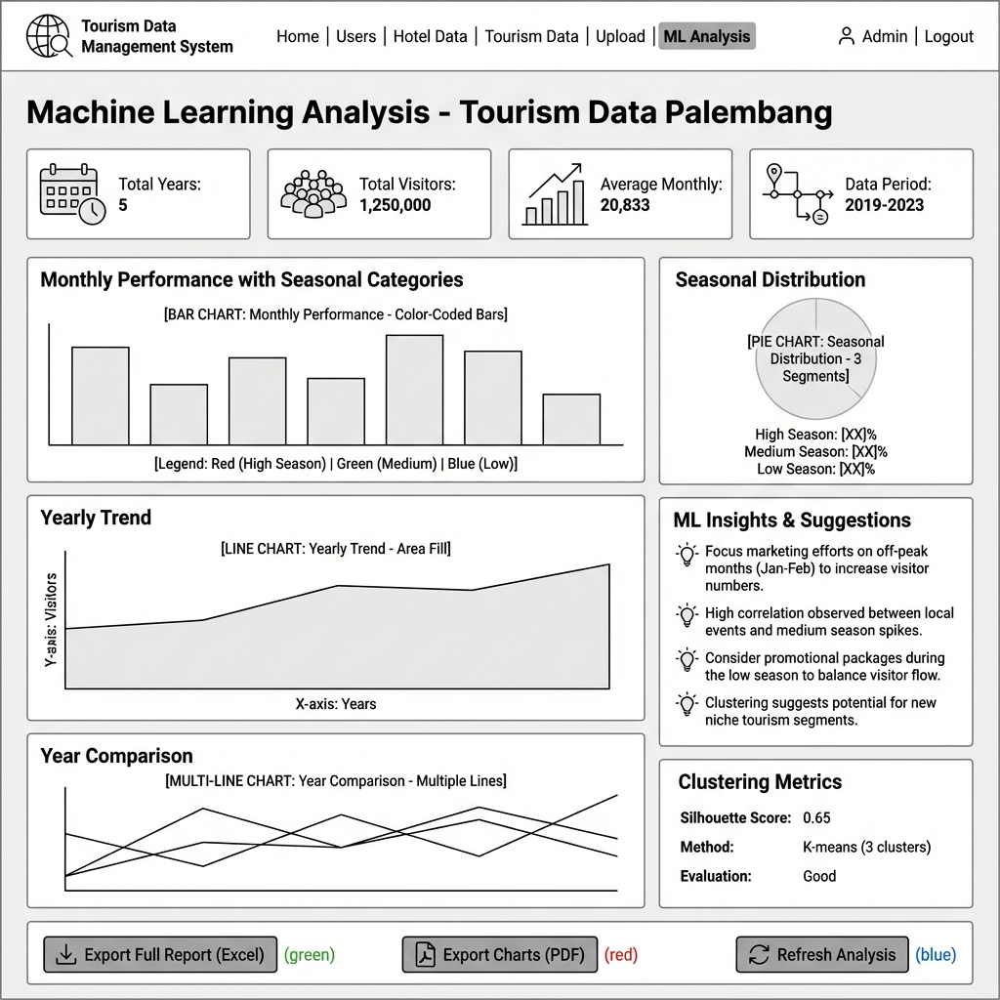 Tourism Data
Management System
Home | Users | Hotel Data | Tourism Data | Upload | ML Analysis
Admin | Logout
Machine Learning Analysis - Tourism Data Palembang
Total Years:
5
Total Visitors:
1,250,000
Average Monthly:
20,833
Data Period:
2019-2023
Monthly Performance with Seasonal Categories
[BAR CHART: Monthly Performance - Color-Coded Bars]
[Legend: Red (High Season) | Green (Medium) | Blue (Low)]
Seasonal Distribution
[PIE CHART: Seasonal
Distribution - 3
Segments]
High Season: [XX]%
Medium Season: [XX]%
Low Season: [XX]%
Yearly Trend
[LINE CHART: Yearly Trend - Area Fill]
Y-axis: Visitors
X-axis: Years
ML Insights & Suggestions
Focus marketing efforts on off-peak
months (Jan-Feb) to increase visitor
numbers.
High correlation observed between local
events and medium season spikes.
Consider promotional packages during
the low season to balance visitor flow.
Clustering suggests potential for new
niche tourism segments.
Year Comparison
[MULTI-LINE CHART: Year Comparison - Multiple Lines]
Clustering Metrics
Silhouette Score: 0.65
Method: K-means (3 clusters)
Evaluation: Good
Export Full Report (Excel) (green)
Export Charts (PDF) (red)
Refresh Analysis (blue)